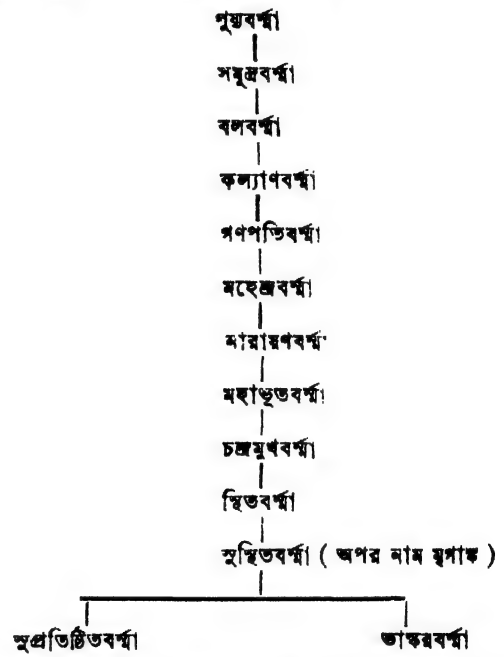 পুষ্যবর্ম্মা
সমুদ্রবর্ম্মা
বলবর্ম্মা
কল্যাণবর্ম্মা
গণপতিবর্ম্মা
মহেন্দ্রবর্ম্মা
নারায়ণবর্ম্মা
মহাভূতবর্ম্মা
চন্দ্রমুখবর্ম্মা
স্থিতবর্ম্মা
সুস্থিতবর্ম্মা ( অপর নাম মৃগাঙ্ক )
সুপ্রতিষ্ঠিতবর্ম্মা ভাস্করবর্ম্মা